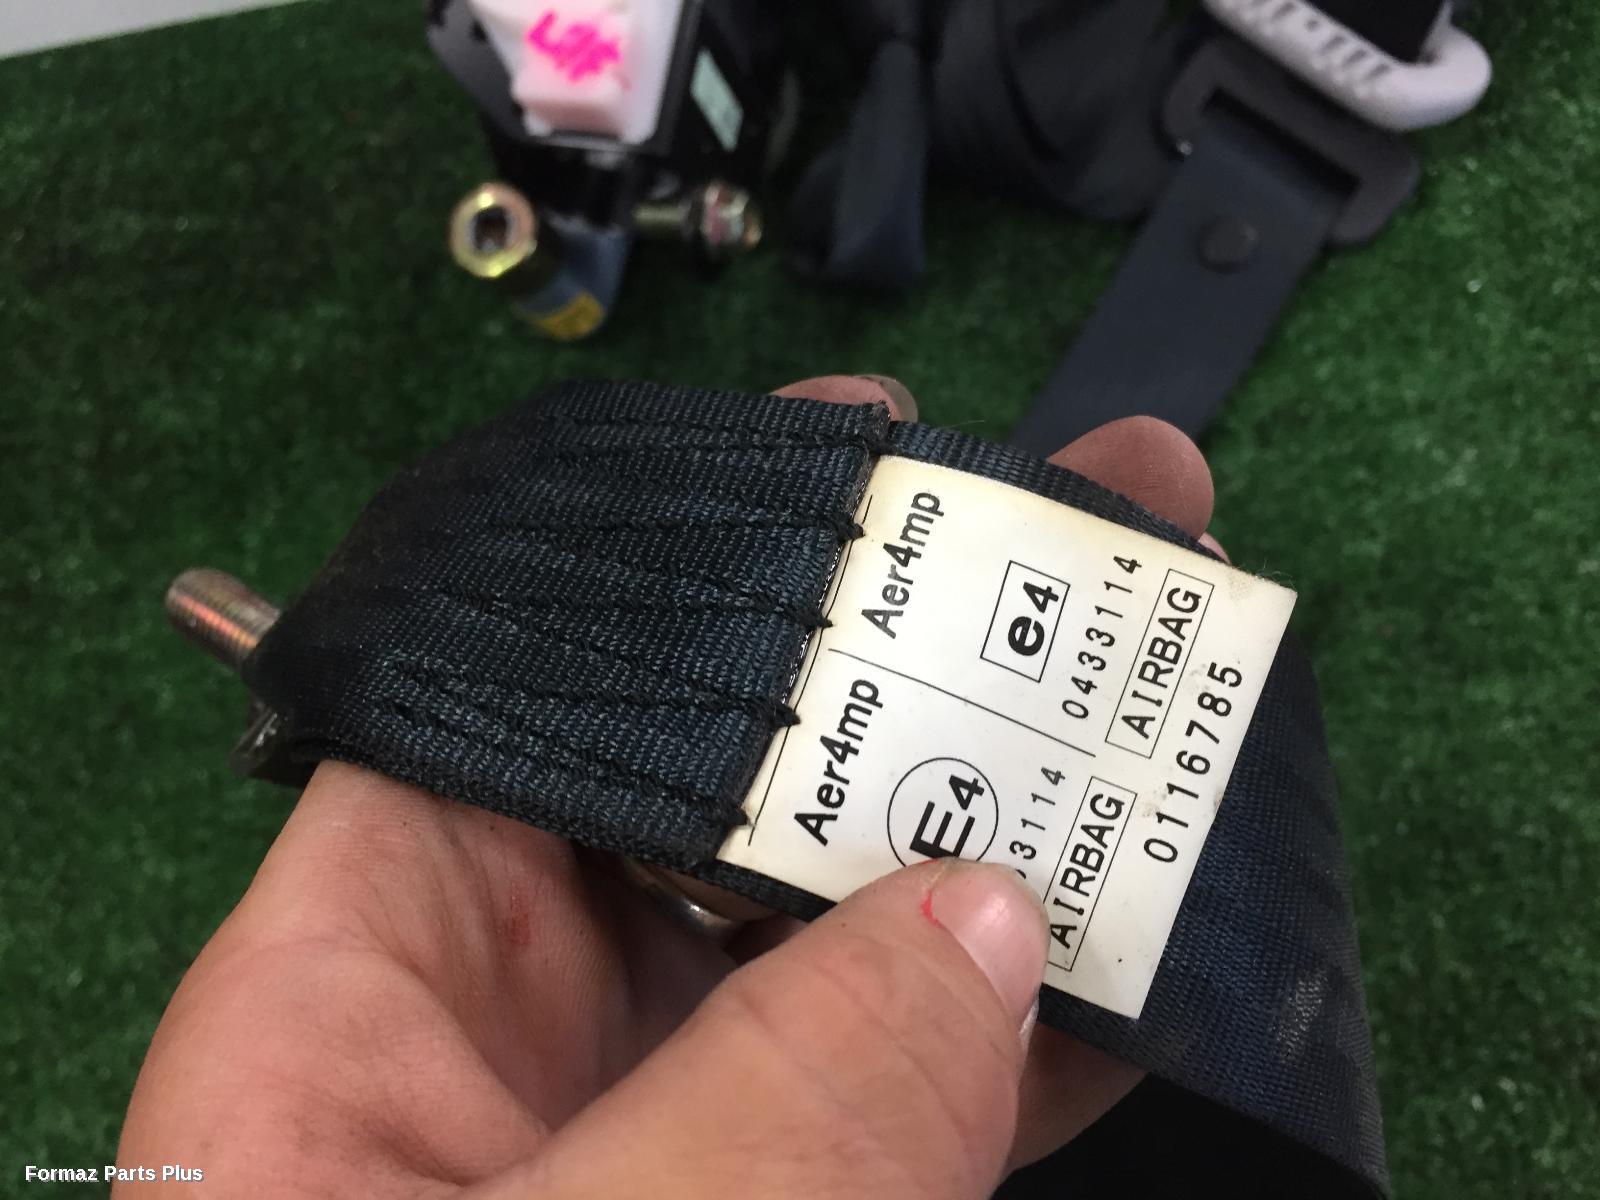 Aer4mp
e4
0433114
AIRBAG
Aer4mp
E4
3114
AIRBAG
0116785
Formaz Parts Plus